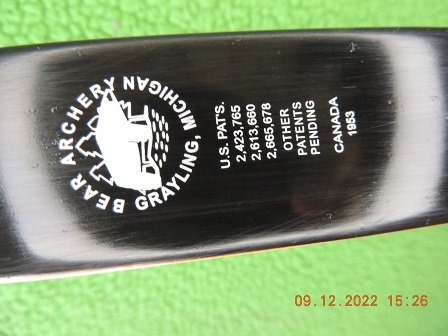 BEAR ARCHERY
GRAYLING, MICHIGAN
U.S. PAT'S.
2,423,765
2,613,660
2,665,678
OTHER
PATENTS
PENDING
CANADA
1953
09.12.2022 15:26